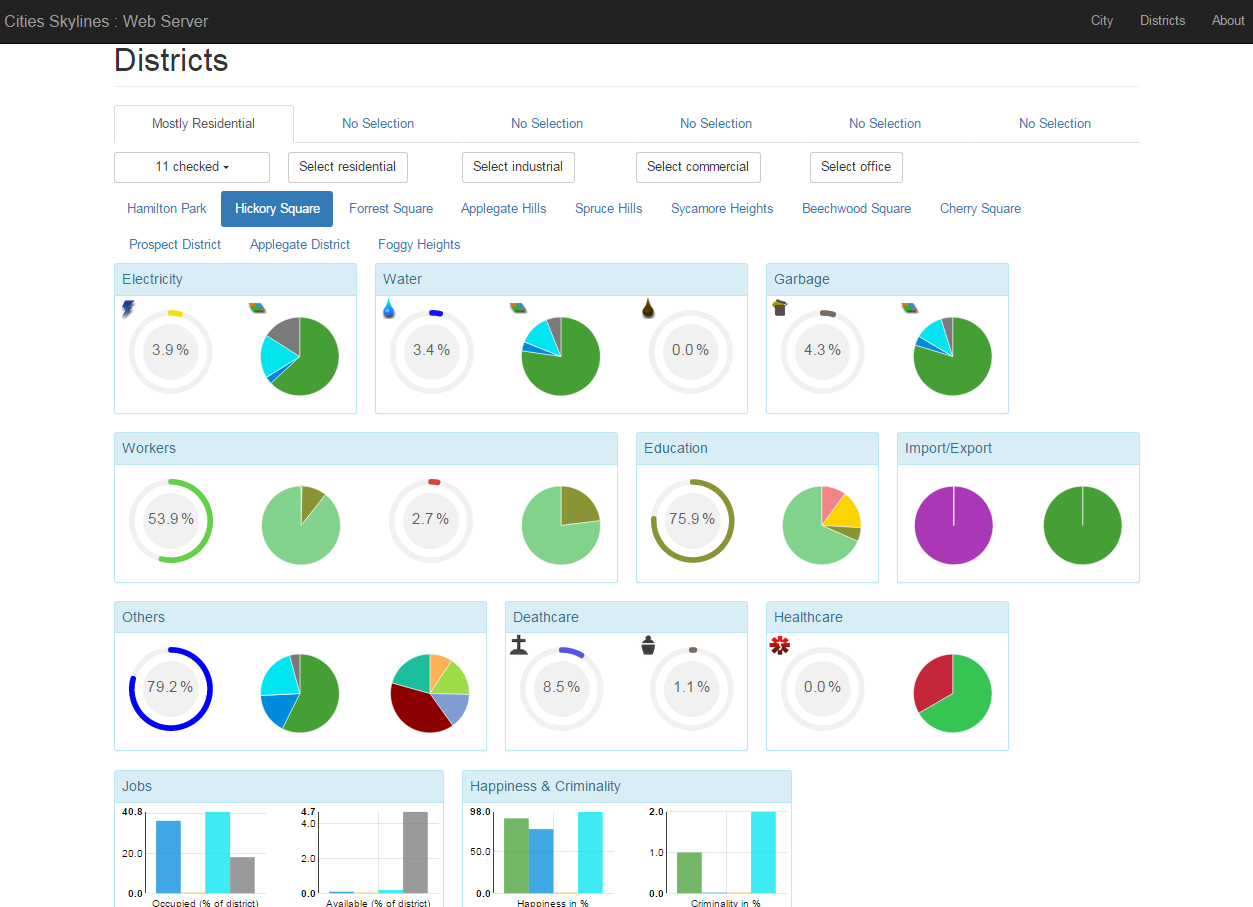 Cities Skylines : Web Server City Districts About
Districts
Mostly Residential No Selection No Selection No Selection No Selection No Selection
11 checked Select residential Select industrial Select commercial Select office
Hamilton Park Hickory Square Forrest Square Applegate Hills Spruce Hills Sycamore Heights Beechwood Square Cherry Square
Prospect District Applegate District Foggy Heights
Electricity Water Garbage
3.9 % 3.4 % 0.0 % 4.3 %
Workers Education Import/Export
53.9 % 2.7 % 75.9 %
Others Deathcare Healthcare
79.2 % 8.5 % 1.1 % 0.0 %
Jobs Happiness & Criminality
40.8 4.7 98.0 2.0
4.0
20.0 2.0 50.0 1.0
0.0 0.0 0.0 0.0
Occupied (% of district) Available (% of district) Happiness in % Criminality in %